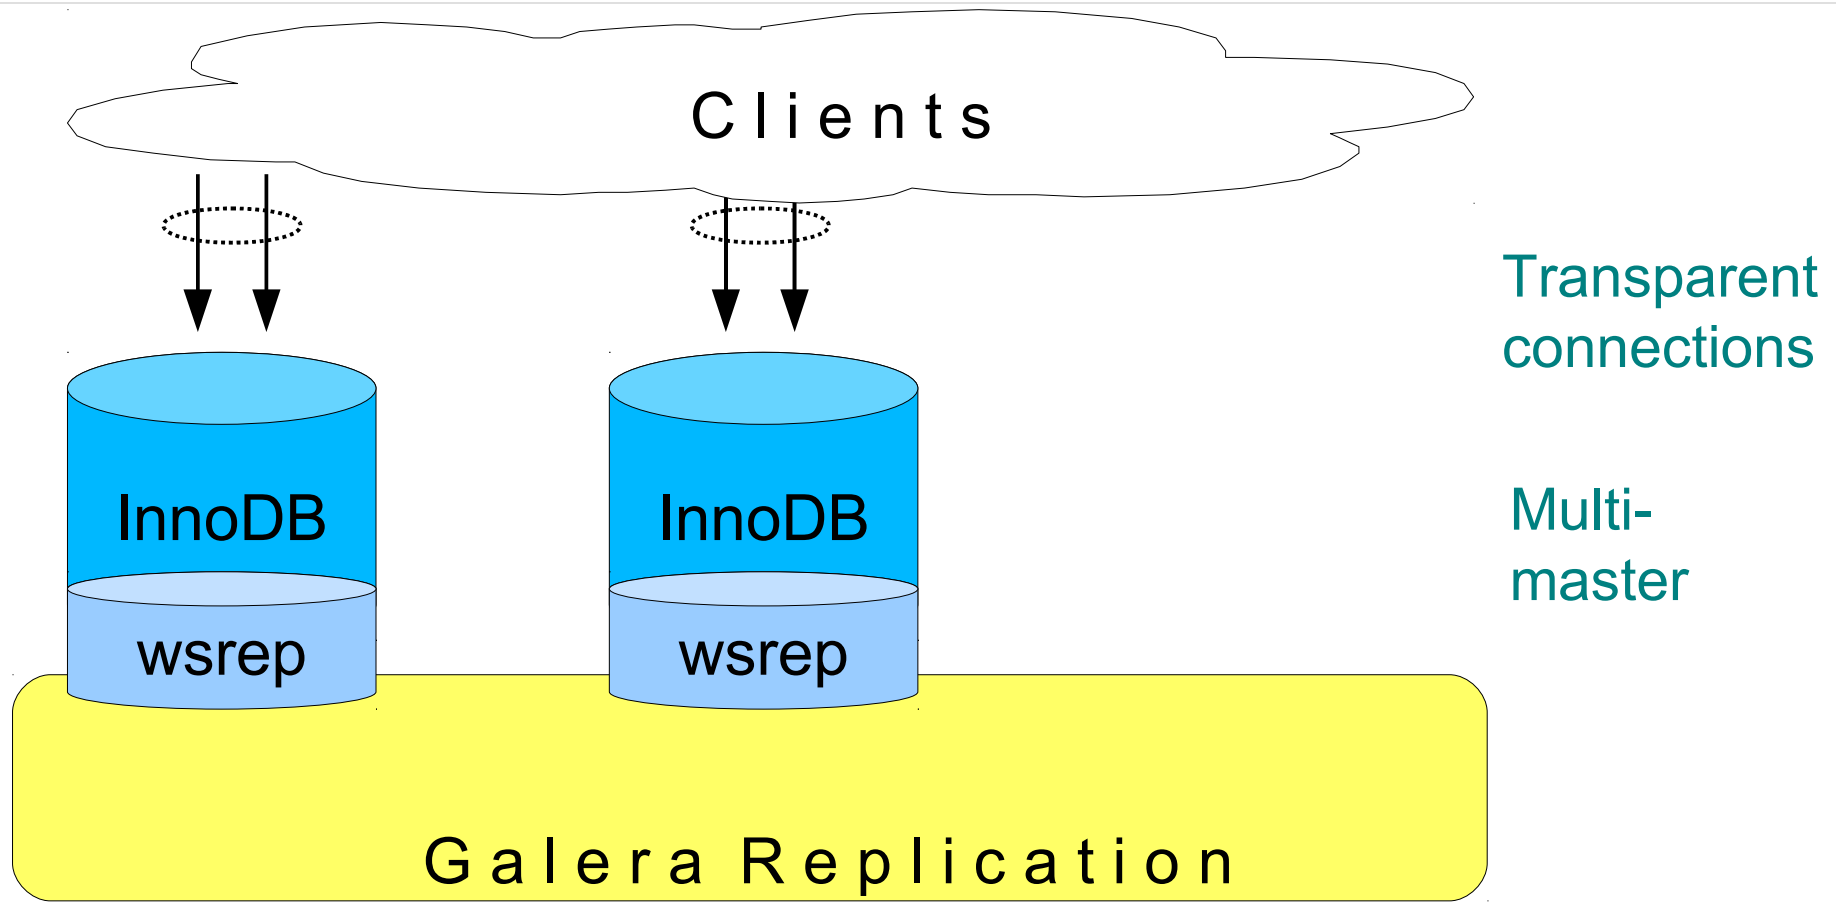 Clients
Transparent
connections
InnoDB
InnoDB
Multi-
master
wsrep
wsrep
Galera Replication